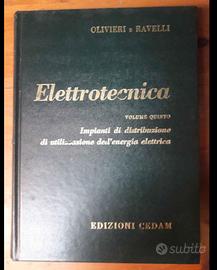 OLIVIERI e RAVELLI
Elettrotecnica
VOLUME QUINTO
Impianti di distribuzione
di utilizzazione dell'energia elettrica
EDIZIONI CEDAM
subito